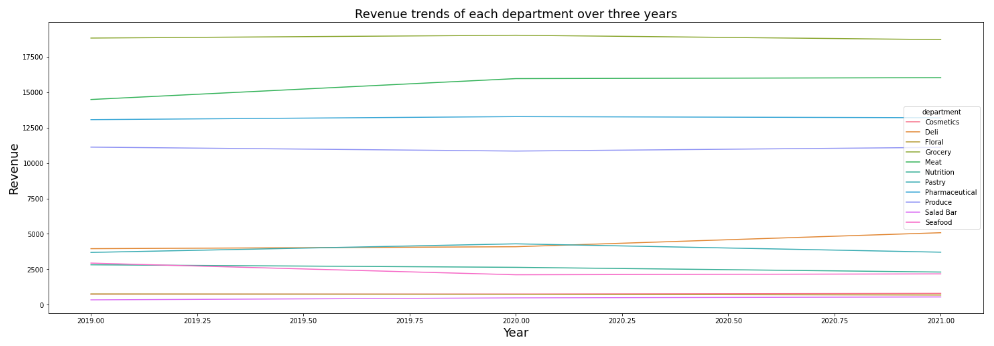 Revenue trends of each department over three years
17500
15000
12500
10000
7500
5000
2500
0
Revenue
department
Cosmetics
Deli
Floral
Grocery
Meat
Nutrition
Pastry
Pharmaceutical
Produce
Salad Bar
Seafood
2019.00 2019.25 2019.50 2019.75 2020.00 2020.25 2020.50 2020.75 2021.00
Year